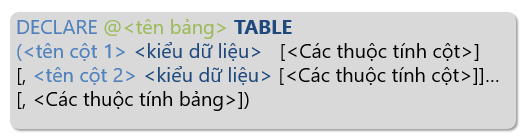 DECLARE @<tên bảng> TABLE
(<tên cột 1> <kiểu dữ liệu> [<Các thuộc tính cột>]
[, <tên cột 2> <kiểu dữ liệu> [<Các thuộc tính cột>]]…
[, <Các thuộc tính bảng>])